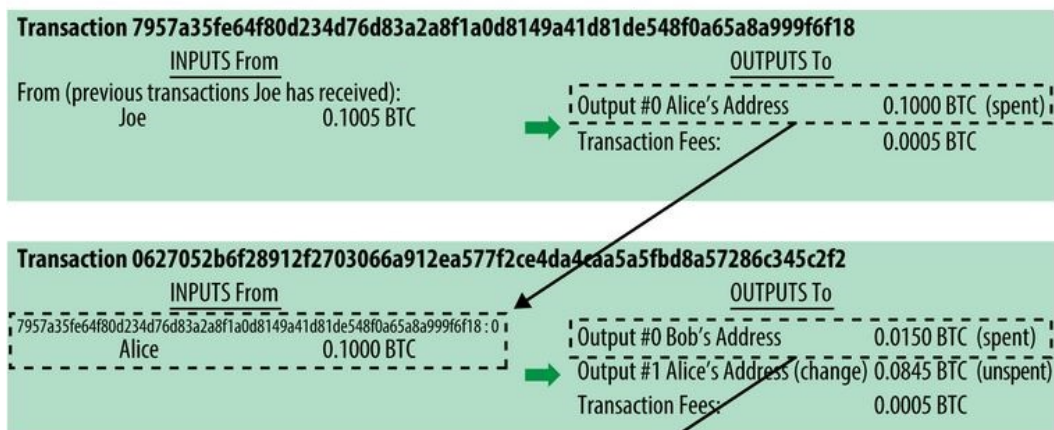 Transaction 7957a35fe64f80d234d76d83a2a8f1a0d8149a41d81de548f0a65a8a999f6f18
INPUTS From
From (previous transactions Joe has received):
Joe 0.1005 BTC
OUTPUTS To
Output #0 Alice's Address 0.1000 BTC (spent)
Transaction Fees: 0.0005 BTC
Transaction 0627052b6f28912f2703066a912ea577f2ce4da4caa5a5fbd8a57286c345c2f2
INPUTS From
7957a35fe64f80d234d76d83a2a8f1a0d8149a41d81de548f0a65a8a999f6f18 : 0
Alice 0.1000 BTC
OUTPUTS To
Output #0 Bob's Address 0.0150 BTC (spent)
Output #1 Alice's Address (change) 0.0845 BTC (unspent)
Transaction Fees: 0.0005 BTC